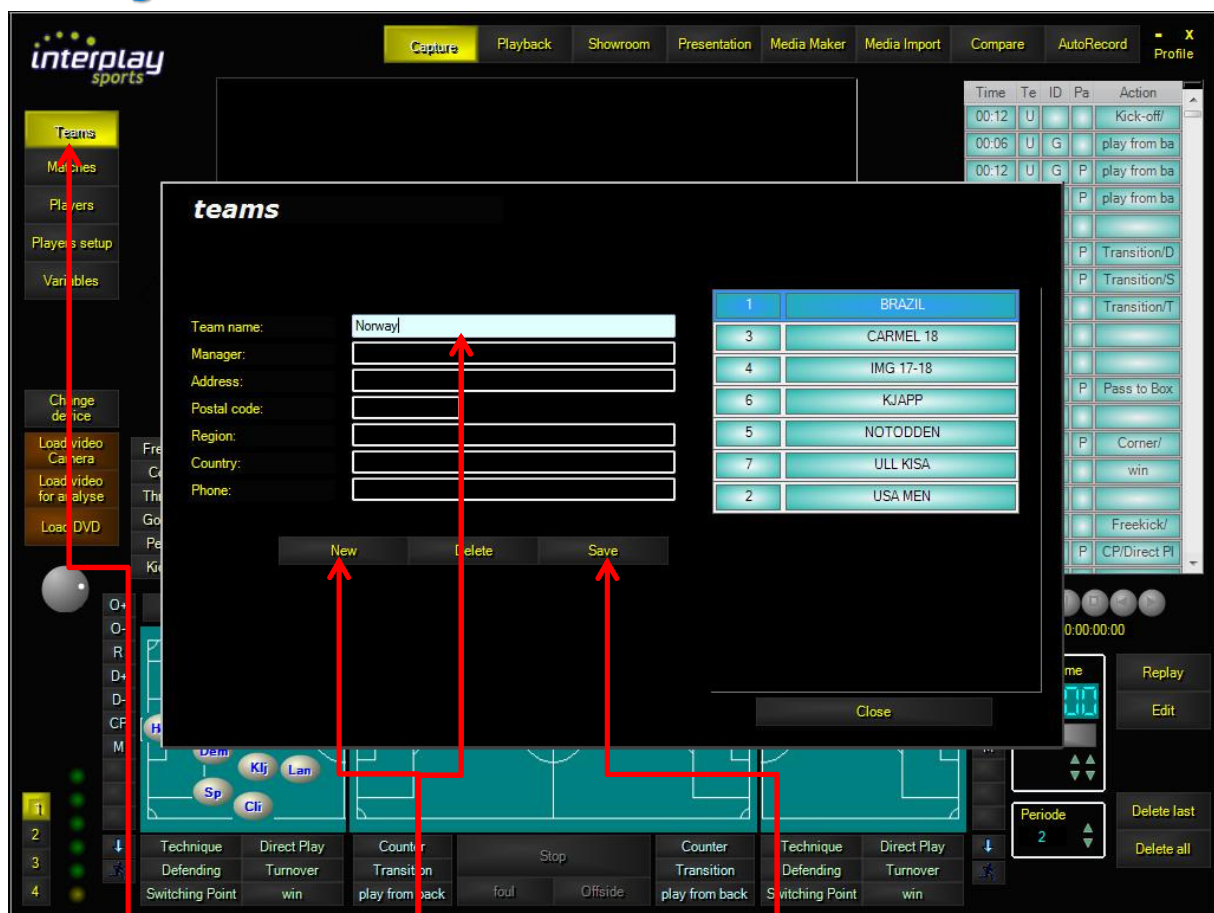 interplay
sports
Capture Playback Showroom Presentation Media Maker Media Import Compare AutoRecord - X
Profile
Time Te ID Pa Action
00:12 U Kick-off/
00:06 U G play from ba
00:12 U G P play from ba
P play from ba
P Transition/D
P Transition/S
Transition/T
P Pass to Box
P Corner/
win
Freekick/
P CP/Direct Pl
Teams
Matches
Players
Players setup
Variables
Change
device
Load video
Camera
Load video
for analyse
Load DVD
teams
Team name: Norway
Manager:
Address:
Postal code:
Region:
Country:
Phone:
New Delete Save
1 BRAZIL
3 CARMEL 18
4 IMG 17-18
6 KJAPP
5 NOTODDEN
7 ULL KISA
2 USA MEN
Close
O+
O-
R
D+
D-
CP
M
Dem
Klj Lan
Sp
Cli
0:00:00:00
Replay
Edit
Periode
2
Delete last
Delete all
1
2
3
4
Technique Direct Play Counter Stop Counter Technique Direct Play
Defending Turnover Transition Transition Defending Turnover
Switching Point win play from back foul Offside play from back Switching Point win